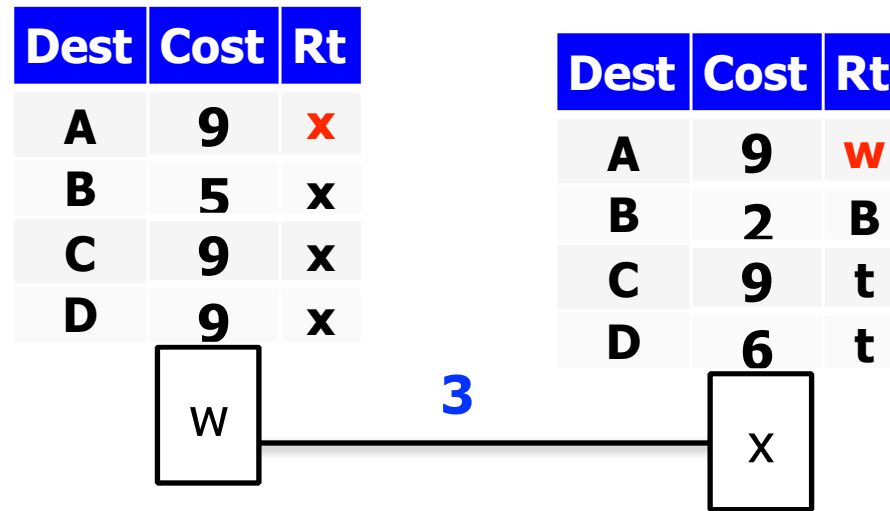 Dest Cost Rt
A 9 x
B 5 x
C 9 x
D 9 x
Dest Cost Rt
A 9 w
B 2 B
C 9 t
D 6 t
3
w
x